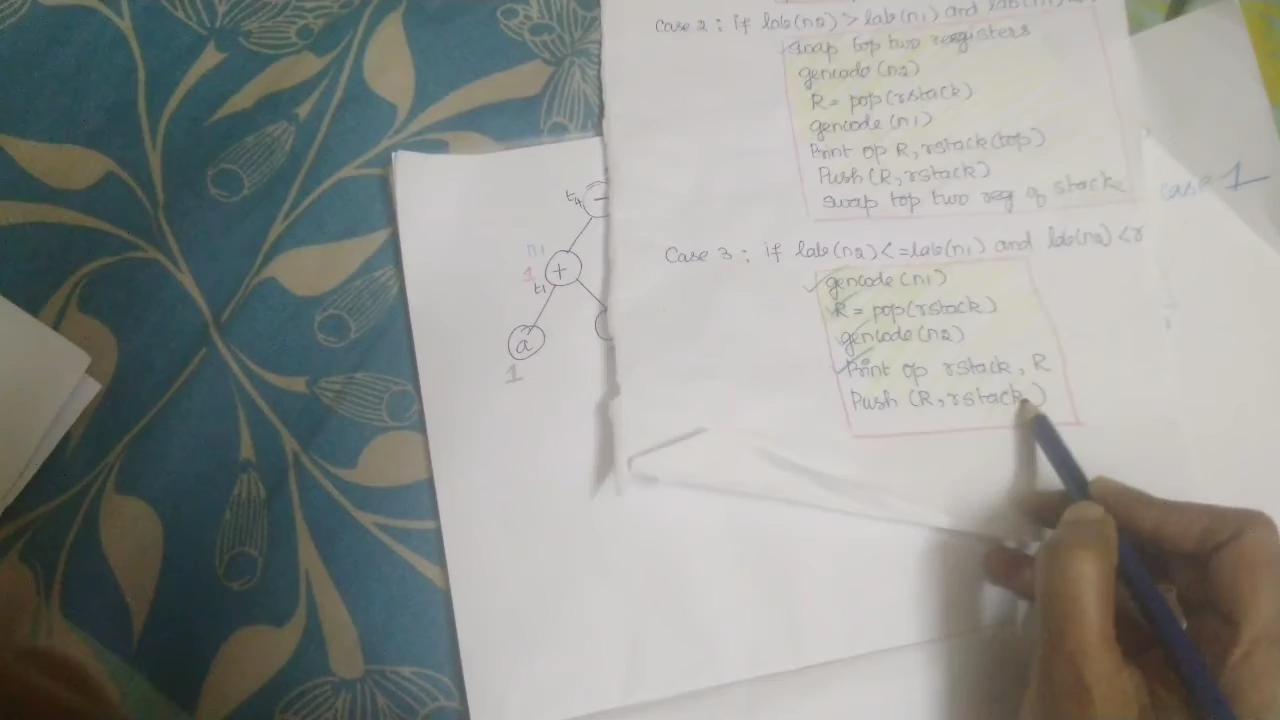 Case 2 : if lab(n2) > lab(n1) and lab(n1)
swap top two registers
gencode (n2)
R = pop(rstack)
gencode (n1)
Print op R, rstack(top)
Push (R, rstack)
swap top two reg of stack
case 1
Case 3 : if lab(n2) <= lab(n1) and lab(n2) < r
gencode (n1)
R = pop(rstack)
gencode (n2)
Print op rstack, R
Push (R, rstack)
t4
-
n1
1
+
t1
a
1